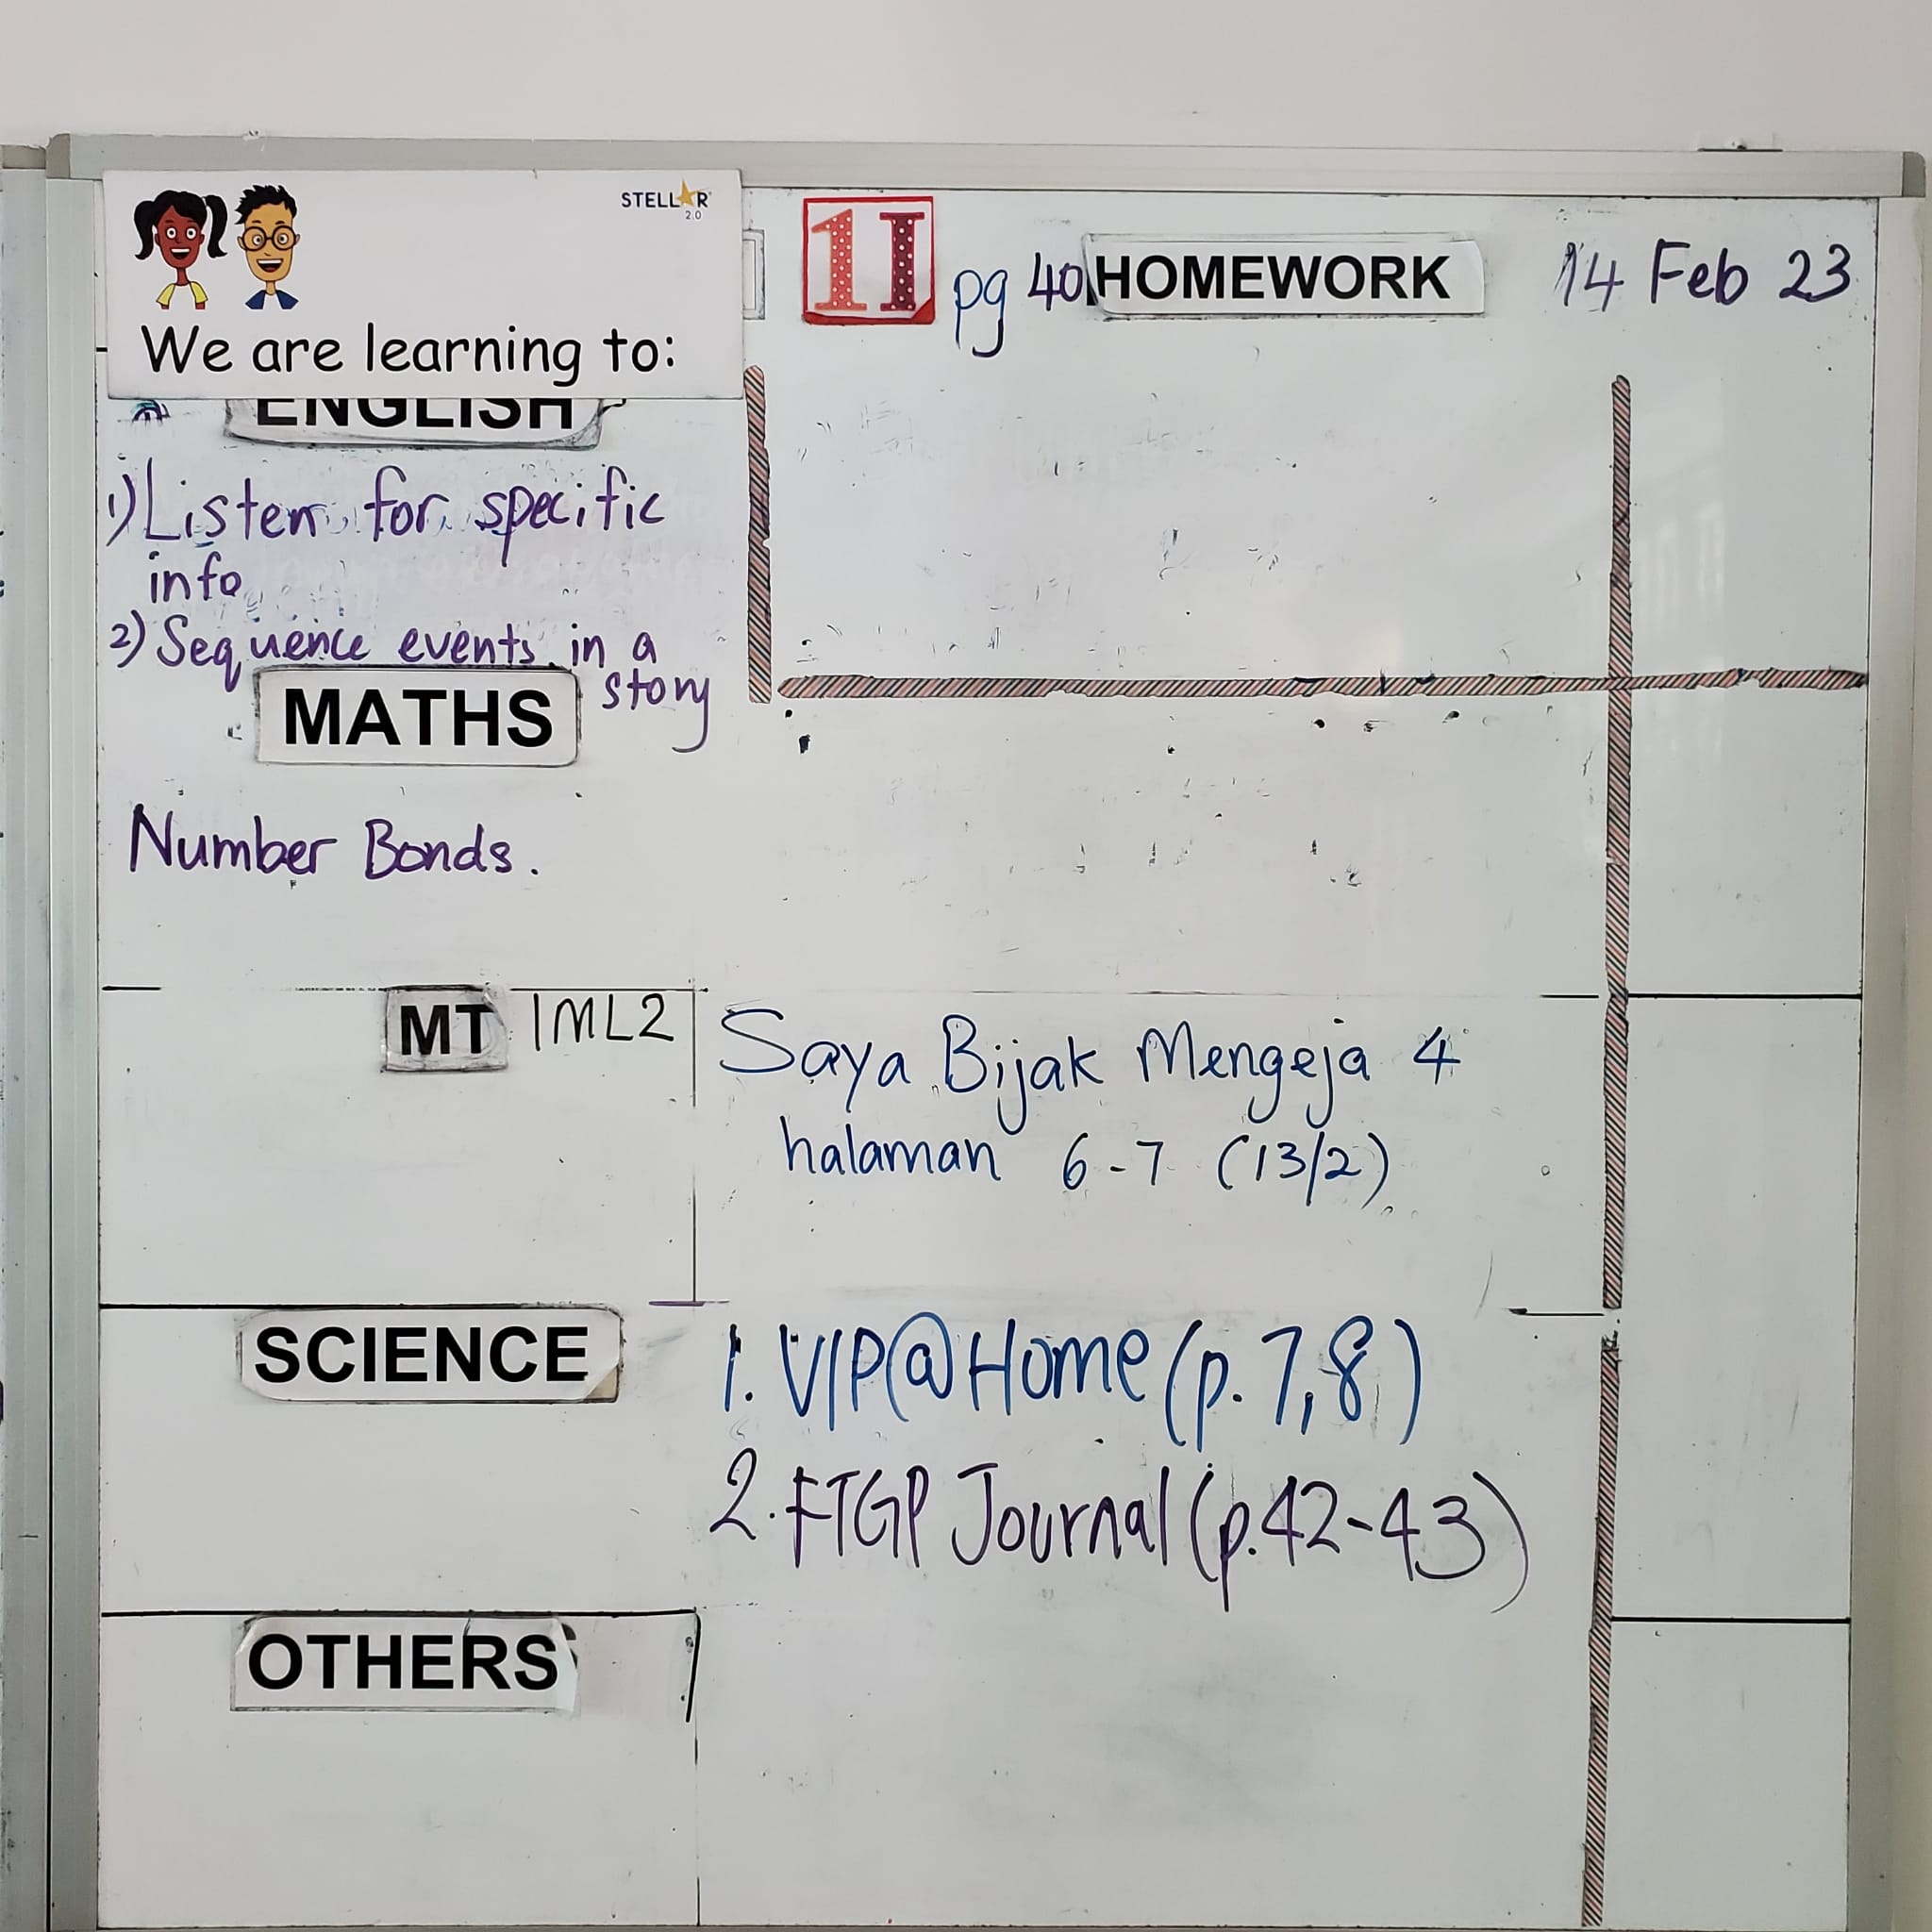 STELLAR
2.0
We are learning to:
1I pg 40 HOMEWORK 14 Feb 23
ENGLISH
1) Listen for specific
info
2) Sequence events in a
story
MATHS
Number Bonds.
MT 1ML2
Saya Bijak Mengeja 4
halaman 6-7 (13/2)
SCIENCE
1. VIP@Home (p. 7,8)
2. FTGP Journal (p.42-43)
OTHERS